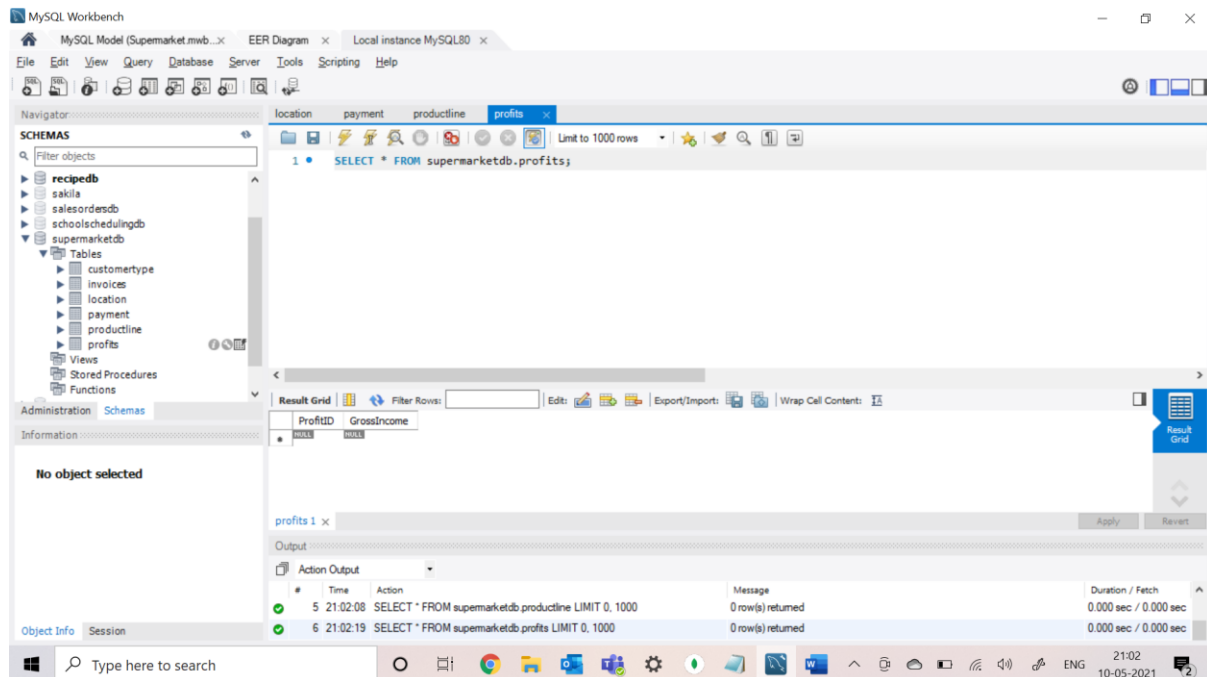 MySQL Workbench
MySQL Model (Supermarket.mwb...× EER Diagram × Local instance MySQL80 ×
File Edit View Query Database Server Tools Scripting Help
Navigator location payment productline profits ×
SCHEMAS Limit to 1000 rows
Filter objects
1 SELECT * FROM supermarketdb.profits;
recipedb
sakila
salesordersdb
schoolschedulingdb
supermarketdb
Tables
customertype
invoices
location
payment
productline
profits
Views
Stored Procedures
Functions
Administration Schemas
Result Grid Filter Rows: Edit: Export/Import: Wrap Cell Content:
ProfitID GrossIncome
NULL NULL
Result
Grid
Information
No object selected
profits 1 × Apply Revert
Output
Action Output
# Time Action Message Duration / Fetch
5 21:02:08 SELECT * FROM supermarketdb.productline LIMIT 0, 1000 0 row(s) returned 0.000 sec / 0.000 sec
6 21:02:19 SELECT * FROM supermarketdb.profits LIMIT 0, 1000 0 row(s) returned 0.000 sec / 0.000 sec
Object Info Session
Type here to search ENG 21:02
10-05-2021 2